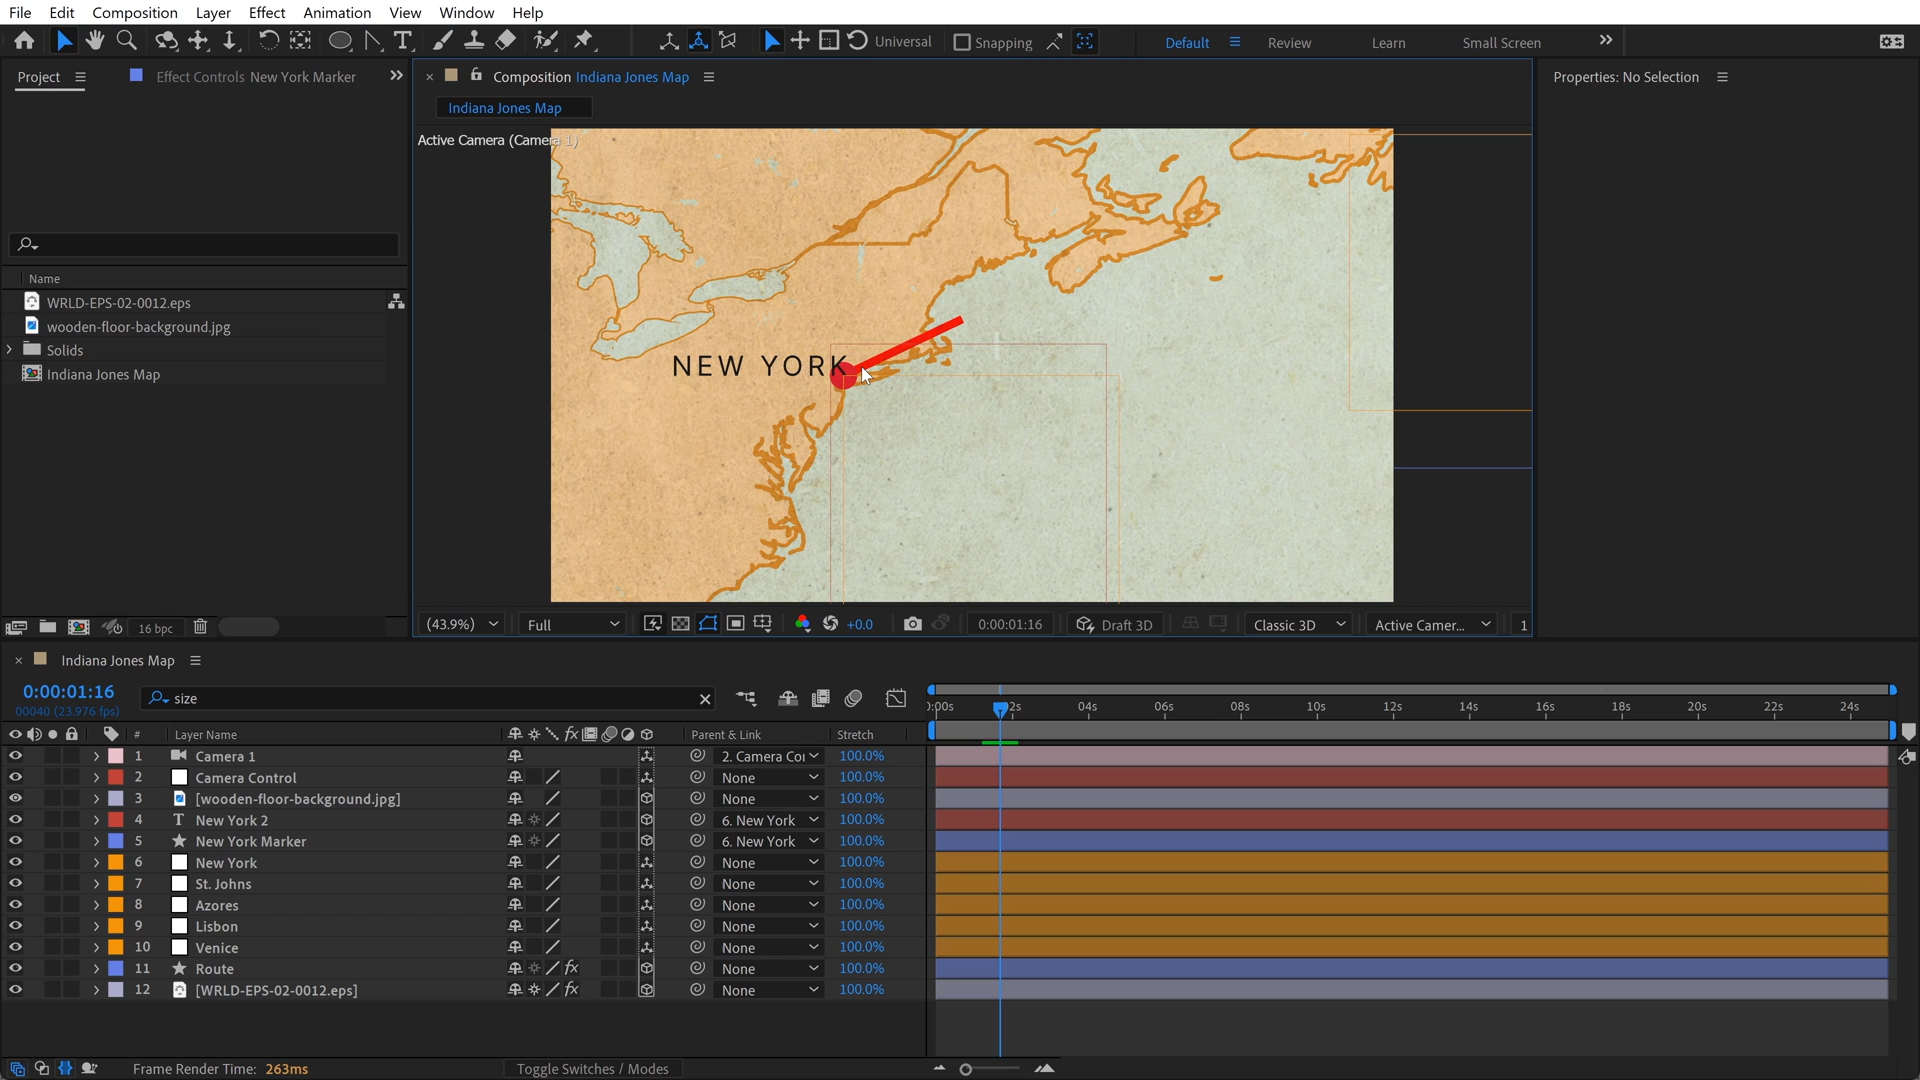 File Edit Composition Layer Effect Animation View Window Help
Universal Snapping Default Review Learn Small Screen
Project Effect Controls New York Marker Composition Indiana Jones Map Properties: No Selection
Indiana Jones Map
Active Camera (Camera 1)
Name
WRLD-EPS-02-0012.eps
wooden-floor-background.jpg
Solids
Indiana Jones Map
NEW YORK
16 bpc (43.9%) Full +0.0 0:00:01:16 Draft 3D Classic 3D Active Camer... 1
Indiana Jones Map
0:00:01:16
00040 (23.976 fps)
size
:00s 02s 04s 06s 08s 10s 12s 14s 16s 18s 20s 22s 24s
# Layer Name fx Parent & Link Stretch
1 Camera 1 2. Camera Cor 100.0%
2 Camera Control None 100.0%
3 [wooden-floor-background.jpg] None 100.0%
4 T New York 2 6. New York 100.0%
5 New York Marker 6. New York 100.0%
6 New York None 100.0%
7 St. Johns None 100.0%
8 Azores None 100.0%
9 Lisbon None 100.0%
10 Venice None 100.0%
11 Route fx None 100.0%
12 [WRLD-EPS-02-0012.eps] fx None 100.0%
Frame Render Time: 263ms Toggle Switches / Modes